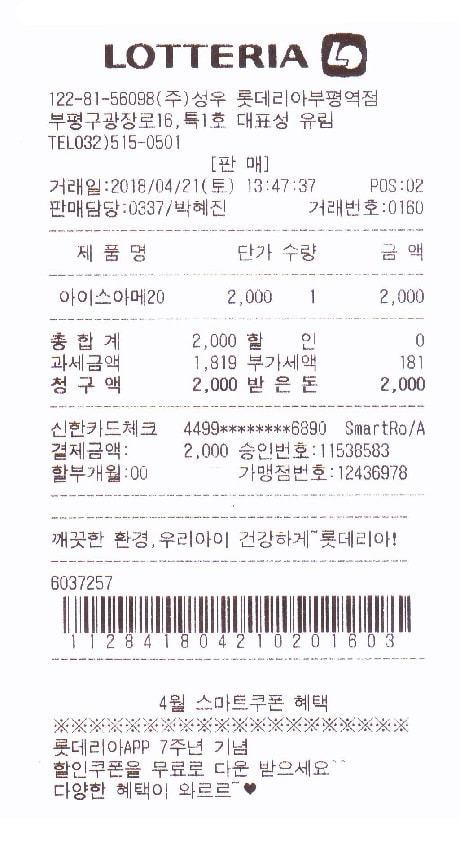 LOTTERIA
122-81-56098(주)성우 롯데리아부평역점
부평구광장로16,특1호 대표성 유림
TEL032)515-0501
[판 매]
거래일:2018/04/21(토) 13:47:37 POS:02
판매담당:0337/박혜진 거래번호:0160
제 품 명 단가 수량 금 액
아이스아메20 2,000 1 2,000
총 합 계 2,000 할 인 0
과세금액 1,819 부가세액 181
청 구 액 2,000 받 은 돈 2,000
신한카드체크 4499********6890 SmartRo/A
결제금액: 2,000 승인번호:11536583
할부개월:00 가맹점번호:12436978
깨끗한 환경,우리아이 건강하게~롯데리아!
6037257
1128418042102016​03
4월 스마트쿠폰 혜택
※※※※※※※※※※※※※※※※※※※※
롯데리아APP 7주년 기념
할인쿠폰을 무료로 다운 받으세요~~
다양한 혜택이 와르르~♥